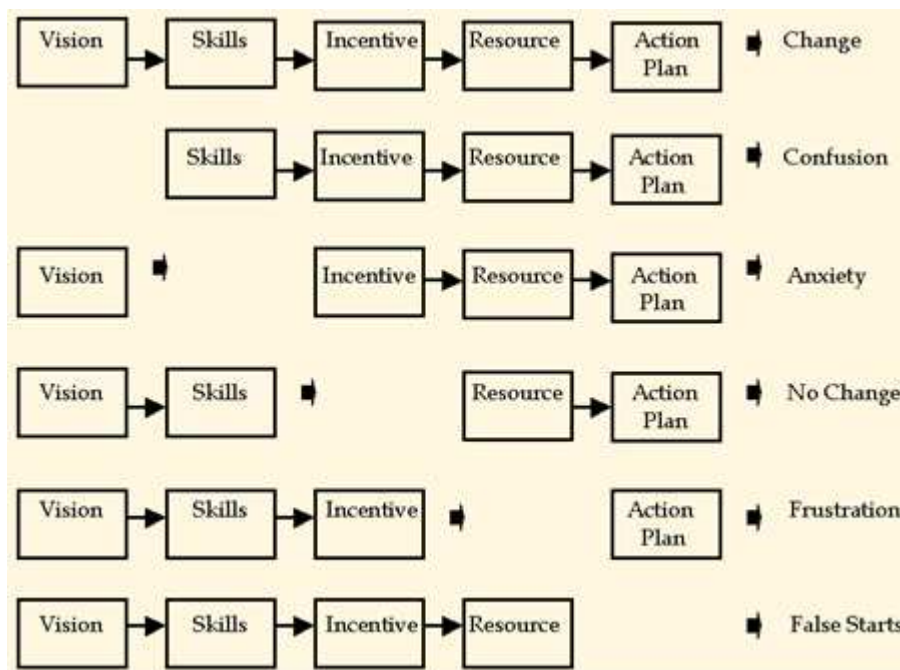 Vision Skills Incentive Resource Action Plan Change
Skills Incentive Resource Action Plan Confusion
Vision Incentive Resource Action Plan Anxiety
Vision Skills Resource Action Plan No Change
Vision Skills Incentive Action Plan Frustration
Vision Skills Incentive Resource False Starts